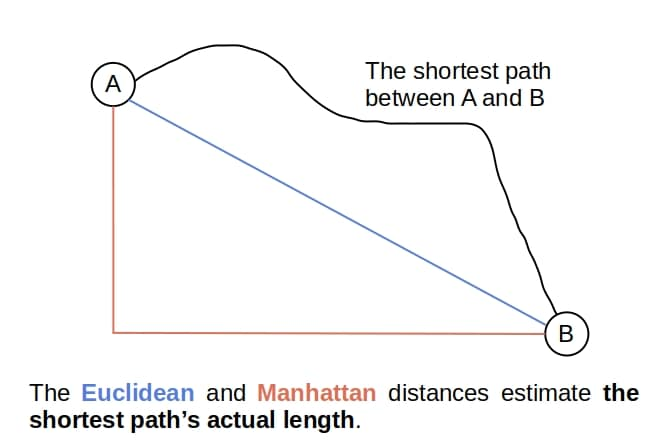 A
The shortest path
between A and B
B
The Euclidean and Manhattan distances estimate the
shortest path's actual length.